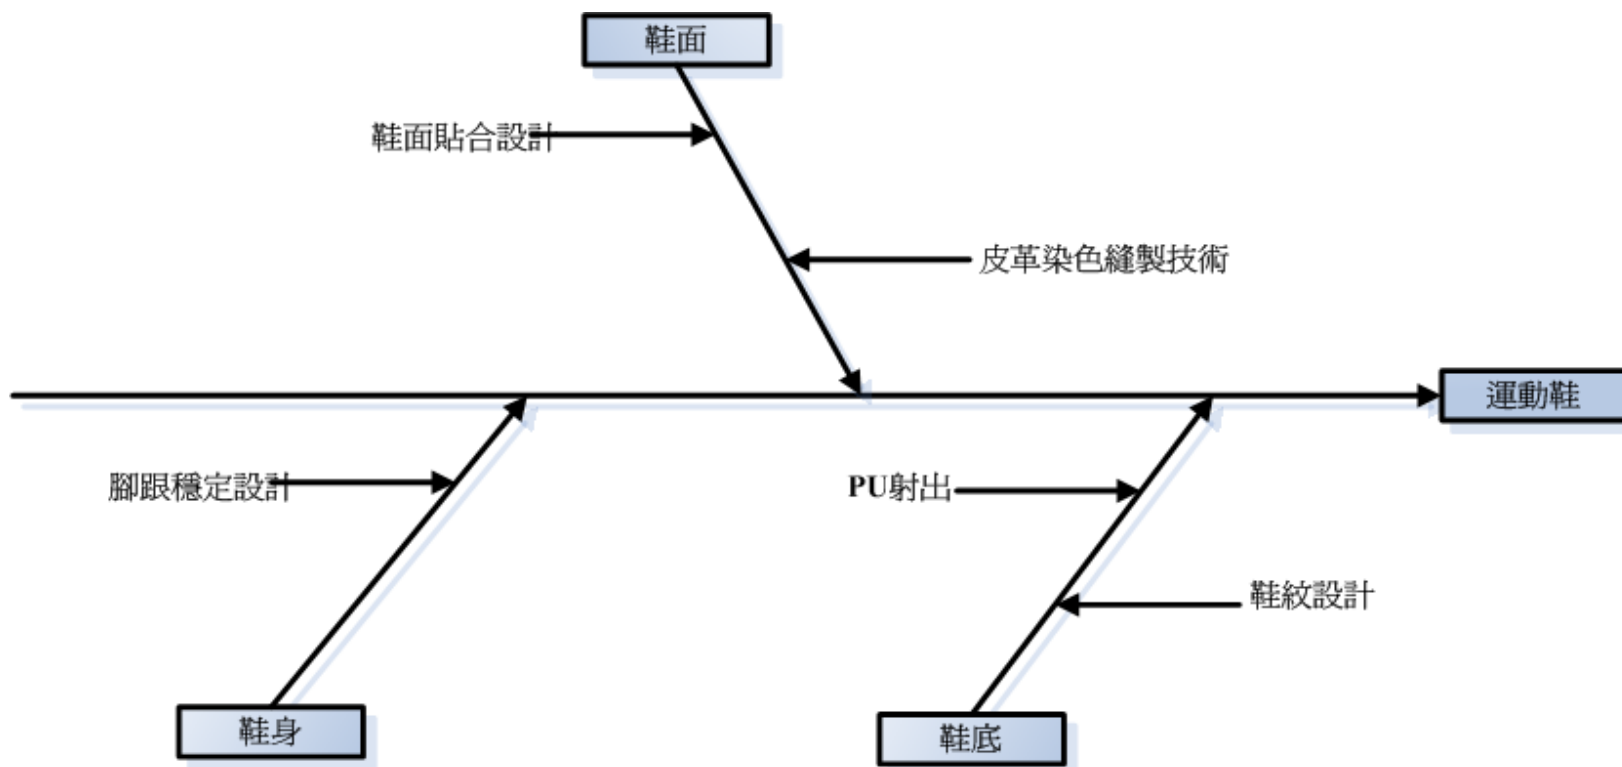 鞋面
鞋面貼合設計
皮革染色縫製技術
運動鞋
腳跟穩定設計
PU射出
鞋紋設計
鞋身
鞋底